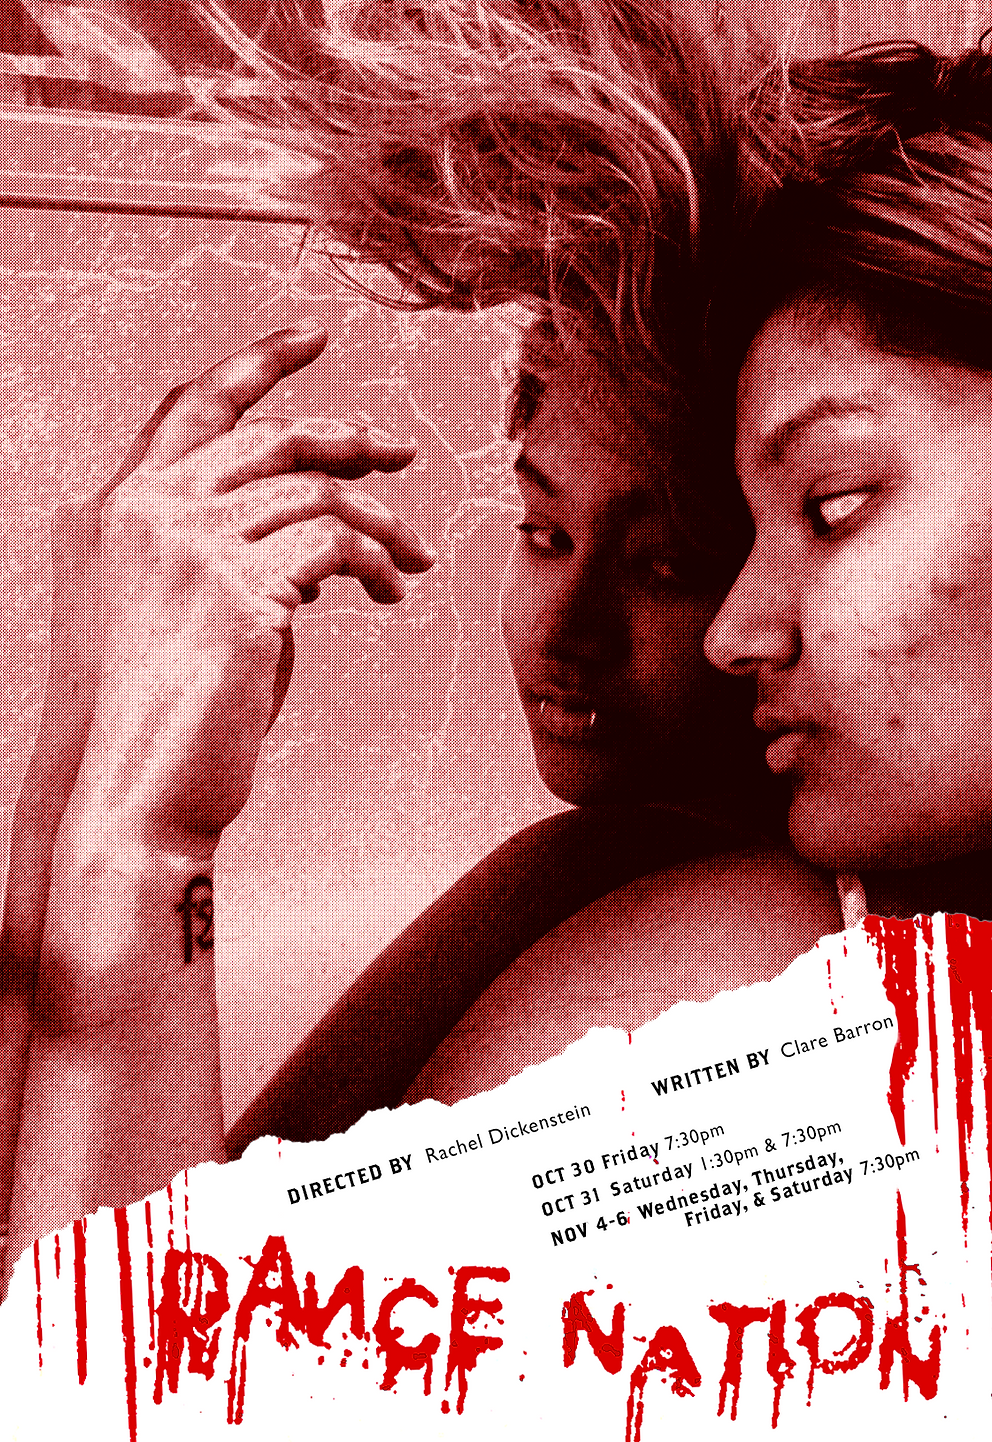 DIRECTED BY Rachel Dickenstein
WRITTEN BY Clare Barron
OCT 30 Friday 7:30pm
OCT 31 Saturday 1:30pm & 7:30pm
NOV 4-6 Wednesday, Thursday,
Friday, & Saturday 7:30pm
DANCE NATION